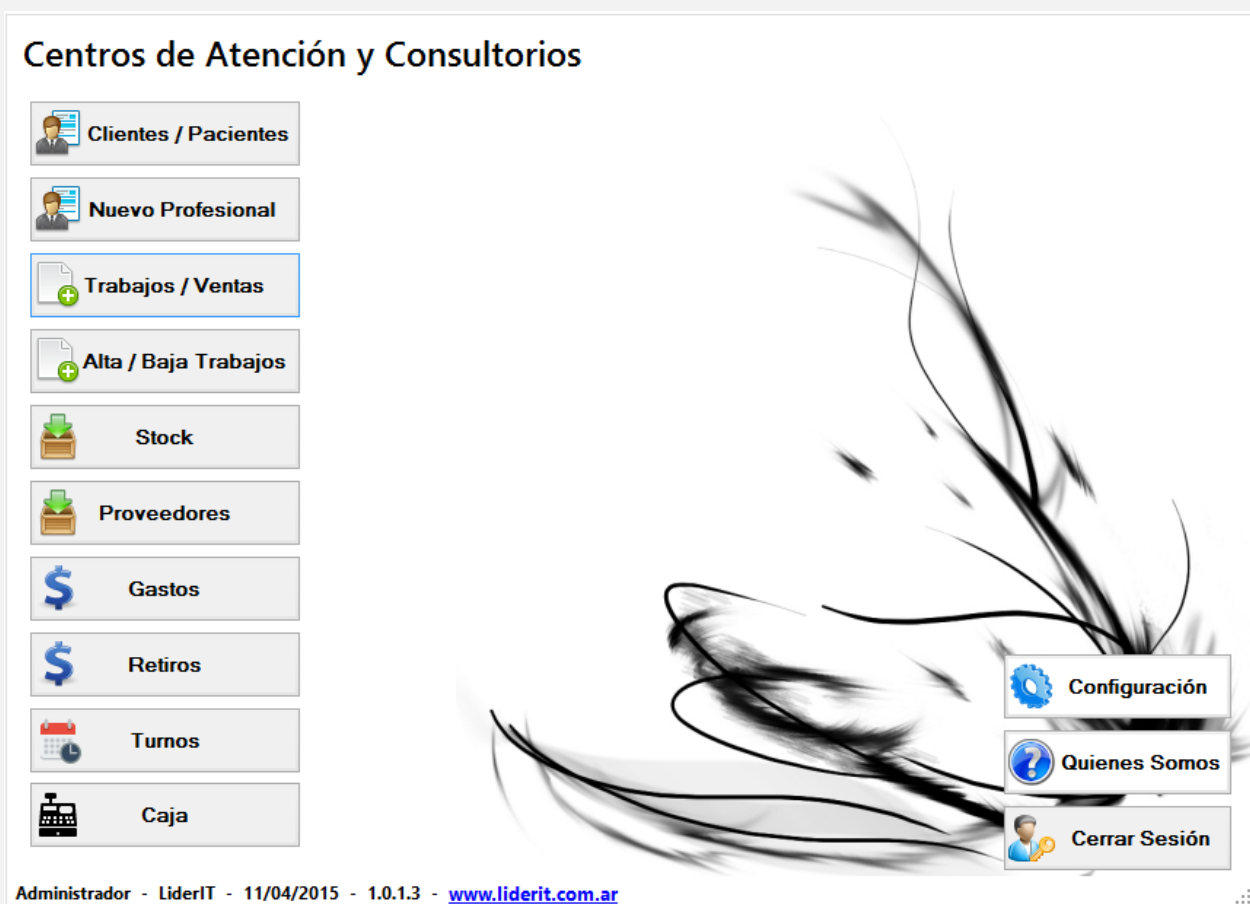 Centros de Atención y Consultorios
Clientes / Pacientes
Nuevo Profesional
Trabajos / Ventas
Alta / Baja Trabajos
Stock
Proveedores
Gastos
Retiros
Turnos
Caja
Configuración
Quienes Somos
Cerrar Sesión
Administrador - LiderIT - 11/04/2015 - 1.0.1.3 - www.liderit.com.ar